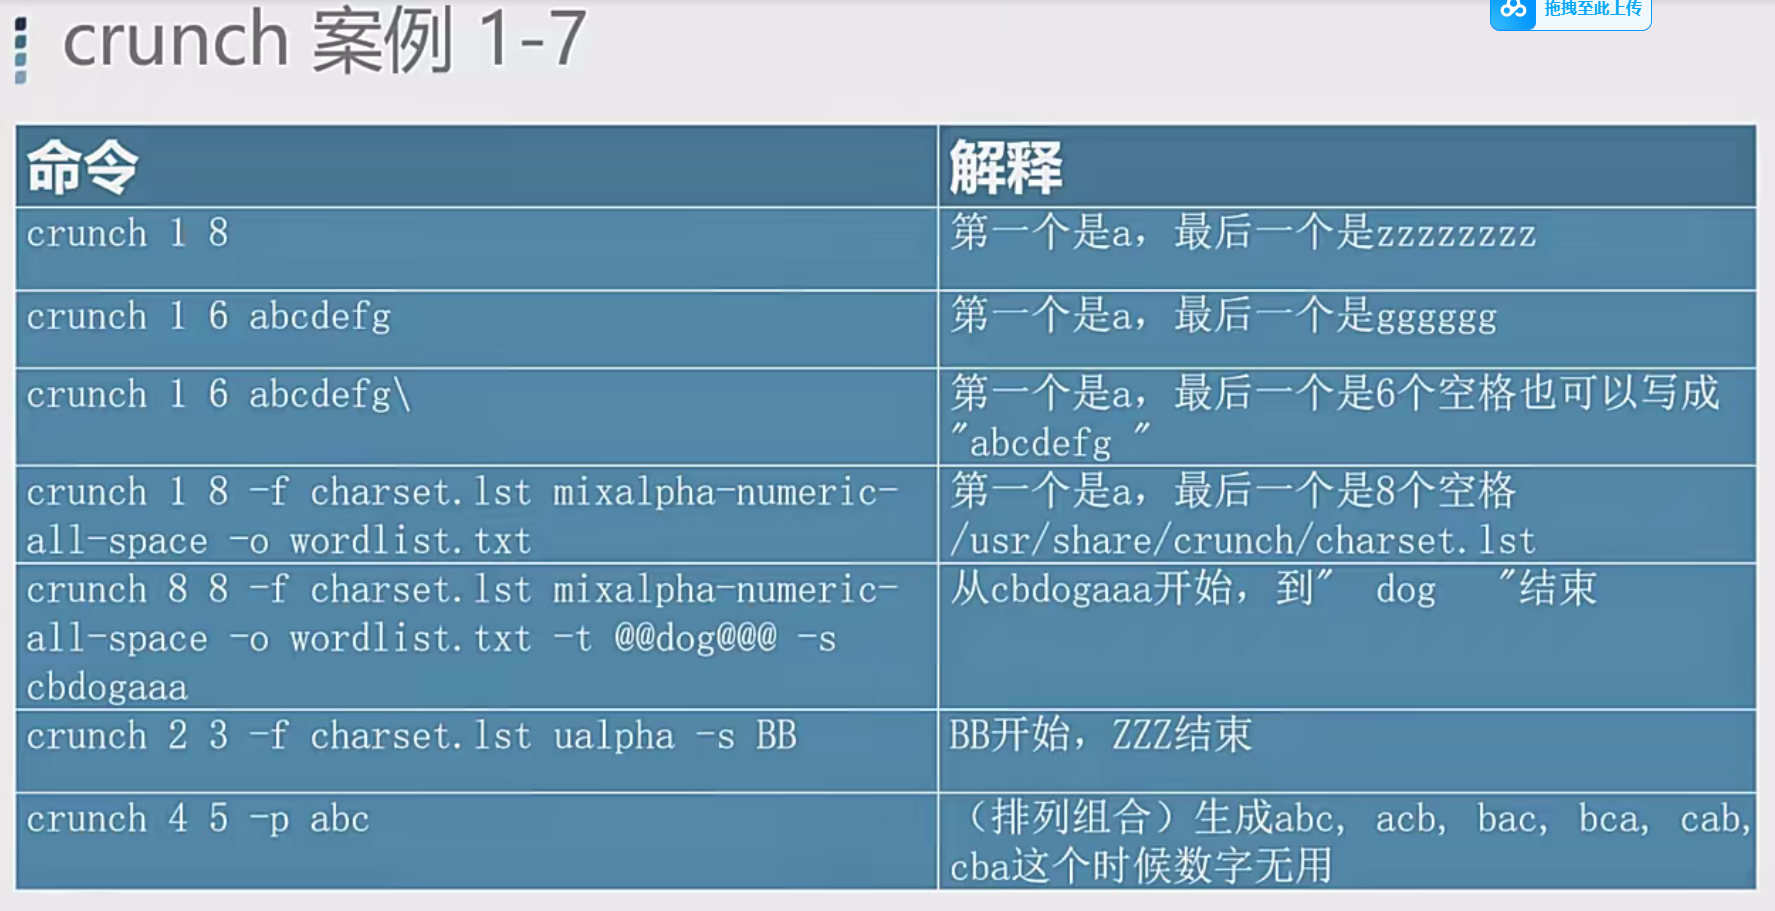 拖拽至此上传
crunch 案例 1-7
命令
解释
crunch 1 8
第一个是a，最后一个是zzzzzzzz
crunch 1 6 abcdefg
第一个是a，最后一个是gggggg
crunch 1 6 abcdefg\
第一个是a，最后一个是6个空格也可以写成
"abcdefg "
crunch 1 8 -f charset.lst mixalpha-numeric-
all-space -o wordlist.txt
第一个是a，最后一个是8个空格
/usr/share/crunch/charset.lst
crunch 8 8 -f charset.lst mixalpha-numeric-
all-space -o wordlist.txt -t @@dog@@@ -s
cbdogaaa
从cbdogaaa开始，到"  dog   "结束
crunch 2 3 -f charset.lst ualpha -s BB
BB开始，ZZZ结束
crunch 4 5 -p abc
（排列组合）生成abc, acb, bac, bca, cab,
cba这个时候数字无用